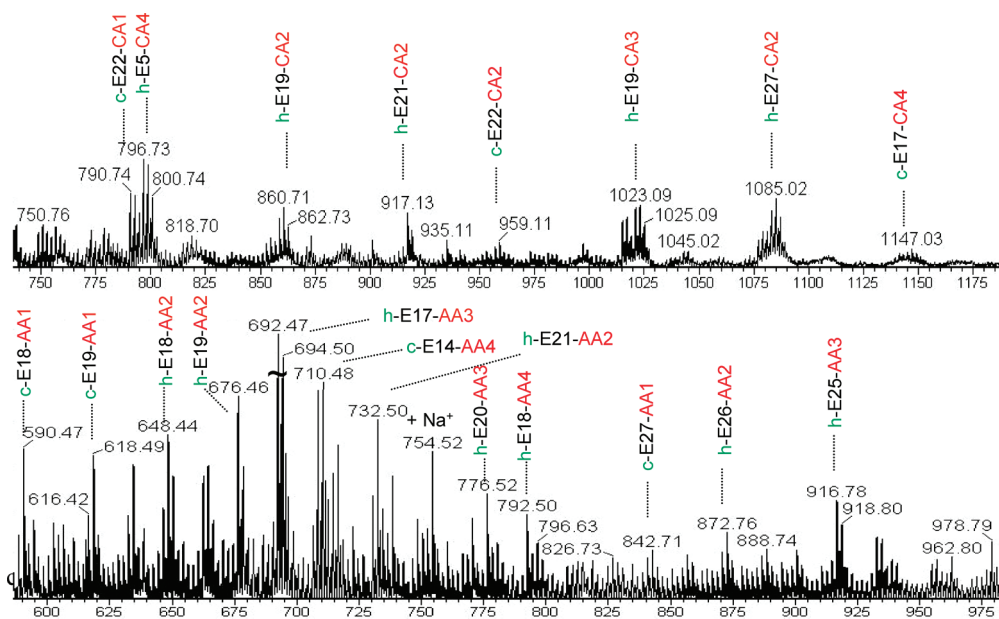 c-E22-CA1
h-E5-CA4
h-E19-CA2
h-E21-CA2
c-E22-CA2
h-E19-CA3
h-E27-CA2
c-E17-CA4
750.76
790.74
796.73
800.74
818.70
860.71
862.73
917.13
935.11
959.11
1023.09
1025.09
1045.02
1085.02
1147.03
750 775 800 825 850 875 900 925 950 975 1000 1025 1050 1075 1100 1125 1150 1175
c-E18-AA1
c-E19-AA1
h-E18-AA2
h-E19-AA2
h-E17-AA3
c-E14-AA4
h-E21-AA2
h-E20-AA3
h-E18-AA4
c-E27-AA1
h-E26-AA2
h-E25-AA3
590.47
616.42
618.49
648.44
676.46
692.47
694.50
710.48
732.50
+ Na⁺
754.52
776.52
792.50
796.63
826.73
842.71
872.76
888.74
916.78
918.80
962.80
978.79
600 625 650 676 700 725 750 775 780 825 850 875 900 925 950 975